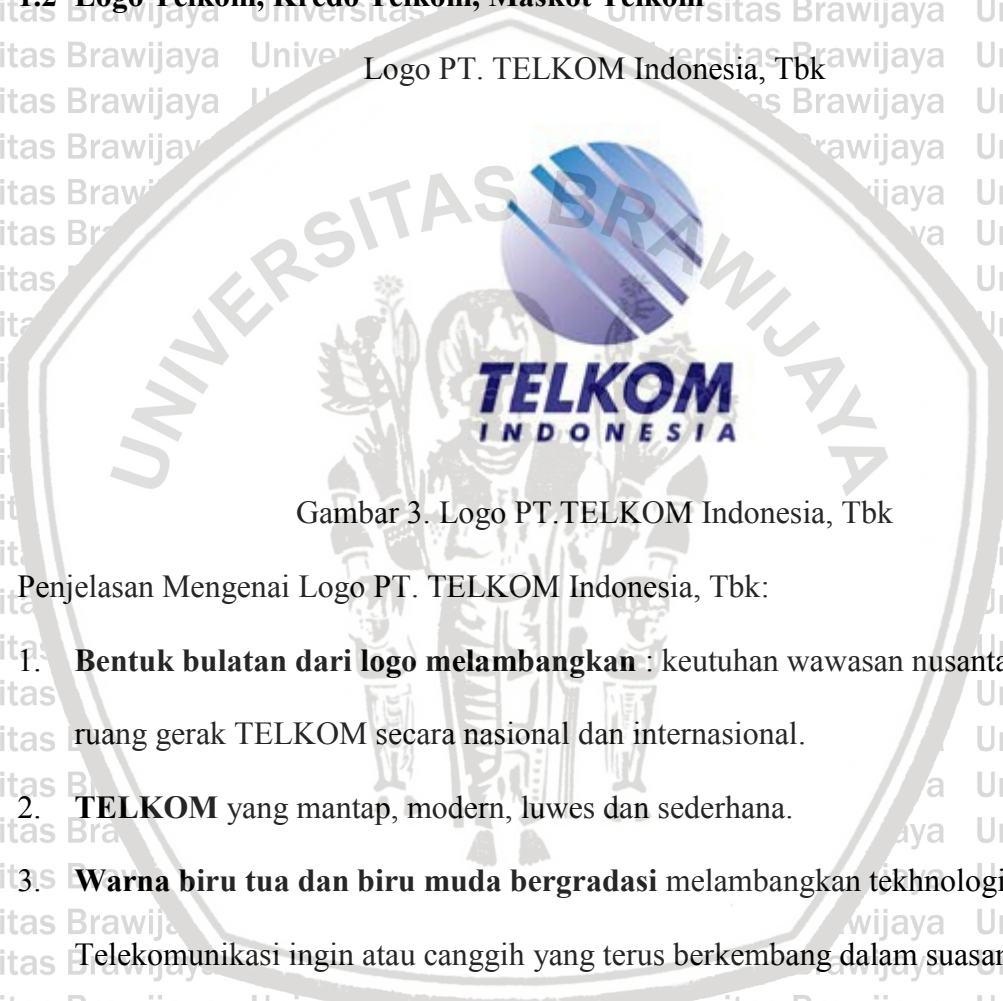 1.2 Logo Telkom, Kredo Telkom, Maskot Telkom
Logo PT. TELKOM Indonesia, Tbk
UNIVERSITAS BRAWIJAYA
TELKOM
INDONESIA
Gambar 3. Logo PT.TELKOM Indonesia, Tbk
Penjelasan Mengenai Logo PT. TELKOM Indonesia, Tbk:
1. Bentuk bulatan dari logo melambangkan : keutuhan wawasan
ruang gerak TELKOM secara nasional dan internasional.
2. TELKOM yang mantap, modern, luwes dan sederhana.
3. Warna biru tua dan biru muda bergradasi melambangkan tekhnologi
Telekomunikasi ingin atau canggih yang terus berkembang dalam